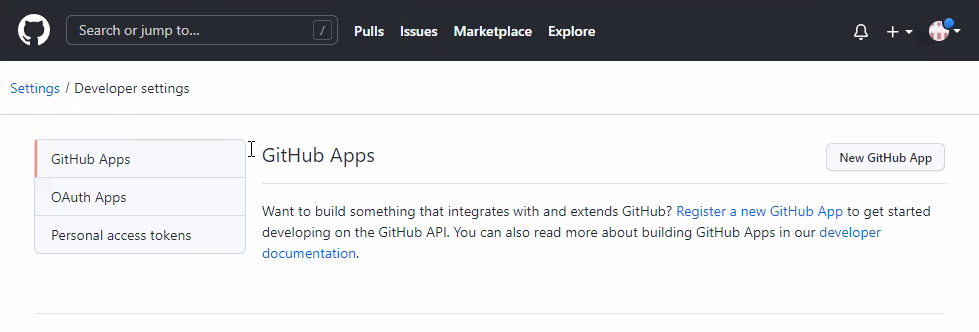 Search or jump to... / Pulls Issues Marketplace Explore
Settings / Developer settings
GitHub Apps
OAuth Apps
Personal access tokens
GitHub Apps
New GitHub App
Want to build something that integrates with and extends GitHub? Register a new GitHub App to get started
developing on the GitHub API. You can also read more about building GitHub Apps in our developer
documentation.